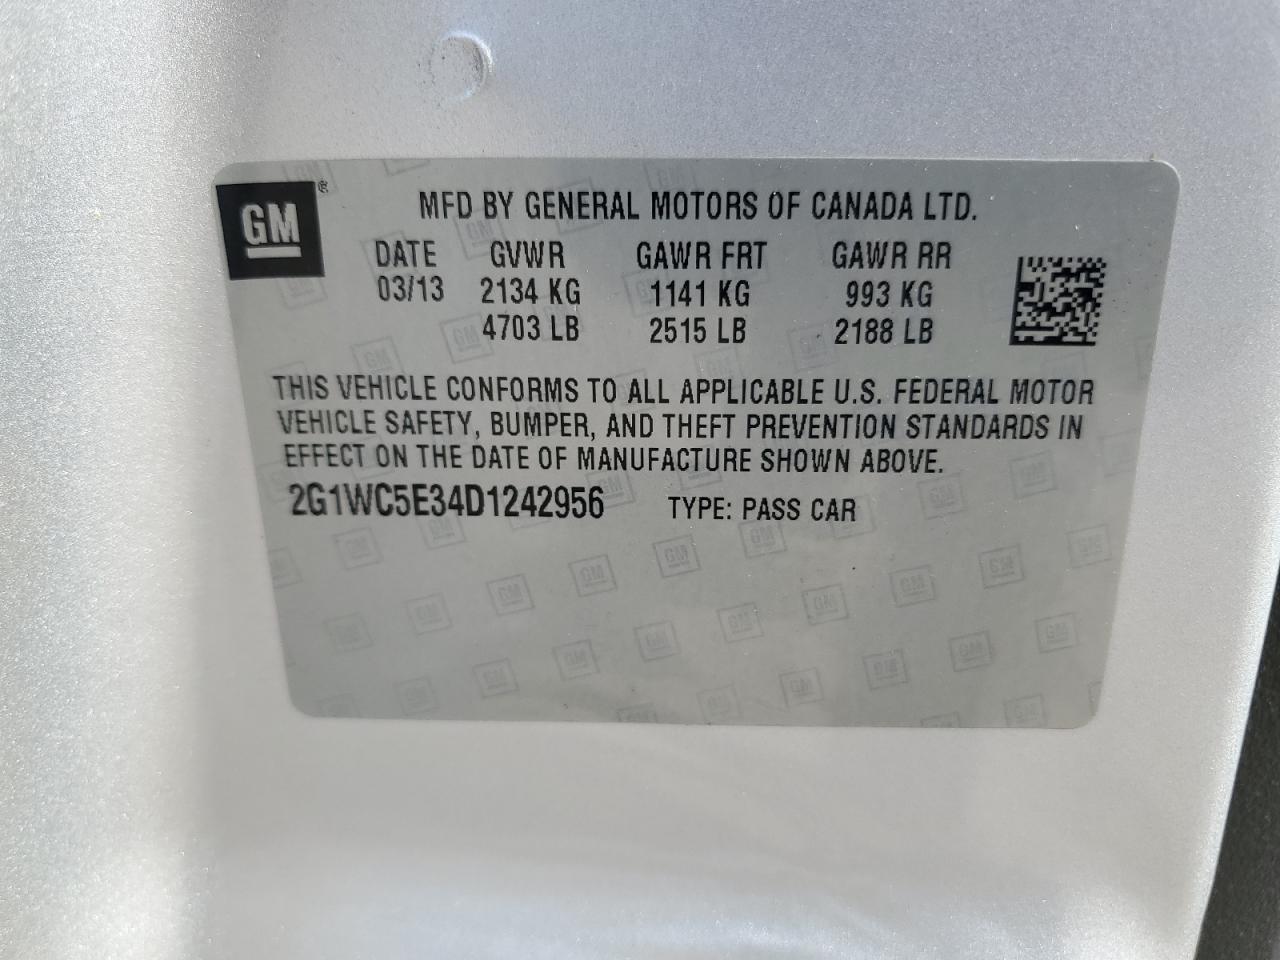 GM®
MFD BY GENERAL MOTORS OF CANADA LTD.
DATE GVWR GAWR FRT GAWR RR
03/13 2134 KG 1141 KG 993 KG
4703 LB 2515 LB 2188 LB
THIS VEHICLE CONFORMS TO ALL APPLICABLE U.S. FEDERAL MOTOR
VEHICLE SAFETY, BUMPER, AND THEFT PREVENTION STANDARDS IN
EFFECT ON THE DATE OF MANUFACTURE SHOWN ABOVE.
2G1WC5E34D1242956 TYPE: PASS CAR